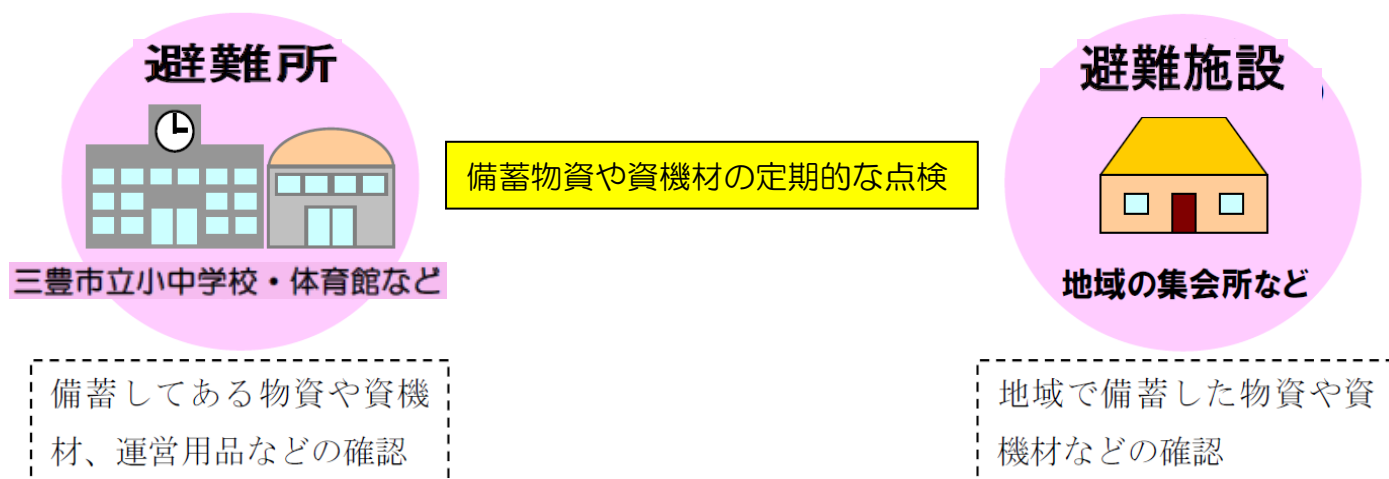 避難所
三豊市立小中学校・体育館など
備蓄してある物資や資機
材、運営用品などの確認
備蓄物資や資機材の定期的な点検
避難施設
地域の集会所など
地域で備蓄した物資や資
機材などの確認